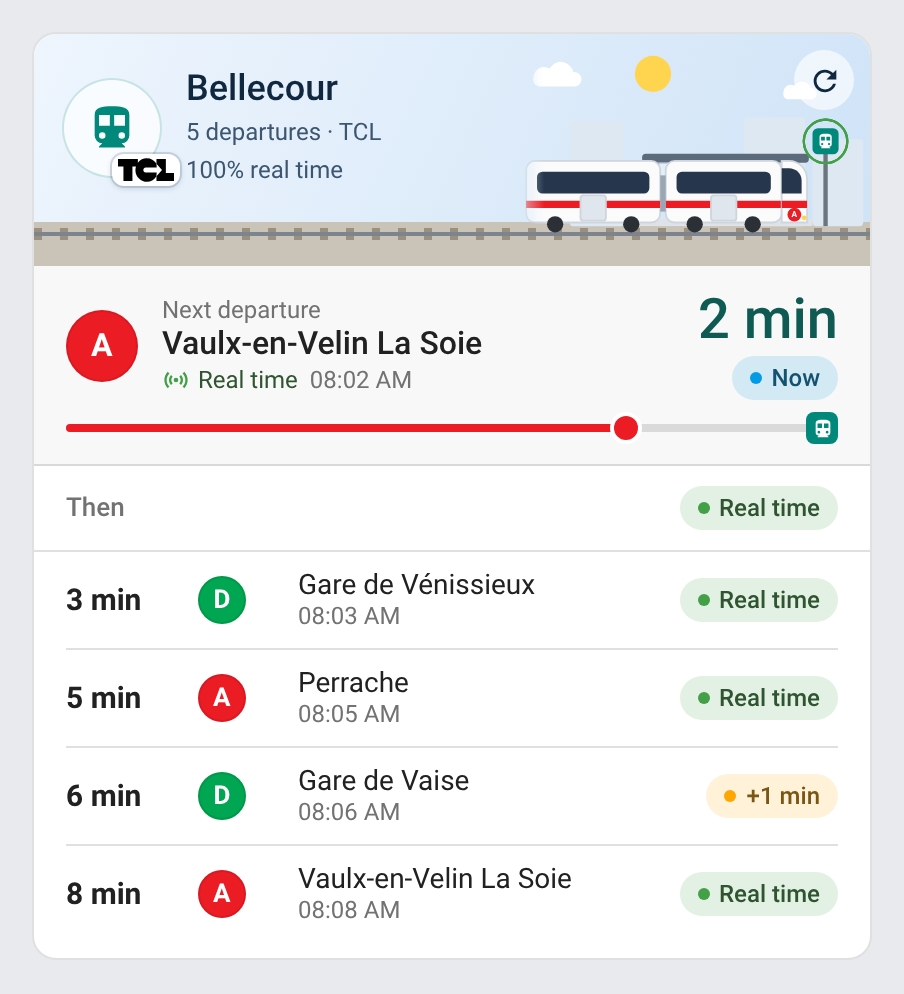 Bellecour
5 departures · TCL
TCL
100% real time
A
A
Next departure
Vaulx-en-Velin La Soie
Real time 08:02 AM
2 min
Now
Then
Real time
3 min
D
Gare de Vénissieux
08:03 AM
Real time
5 min
A
Perrache
08:05 AM
Real time
6 min
D
Gare de Vaise
08:06 AM
+1 min
8 min
A
Vaulx-en-Velin La Soie
08:08 AM
Real time